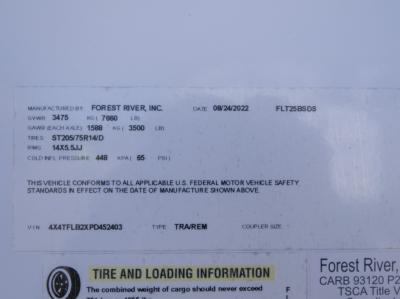 MANUFACTURED BY FOREST RIVER, INC. DATE 08/24/2022 FLT25BSDS
GVWR 3475 KG ( 7660 LB)
GAWR (EACH AXLE) 1588 KG ( 3500 LB)
TIRES ST205/75R14/D
RIMS 14X5.5JJ
COLD INFL. PRESSURE 448 KPA ( 65 PSI )
THIS VEHICLE CONFORMS TO ALL APPLICABLE U.S. FEDERAL MOTOR VEHICLE SAFETY
STANDARDS IN EFFECT ON THE DATE OF MANUFACTURE SHOWN ABOVE.
VIN 4X4TFLB2XPD452403 TYPE TRA/REM COUPLER SIZE
TIRE AND LOADING INFORMATION
The combined weight of cargo should never exceed
F
Forest River,
CARB 93120 P2
TSCA Title V